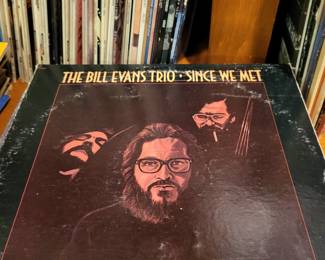 THE BILL EVANS TRIO • SINCE WE MET